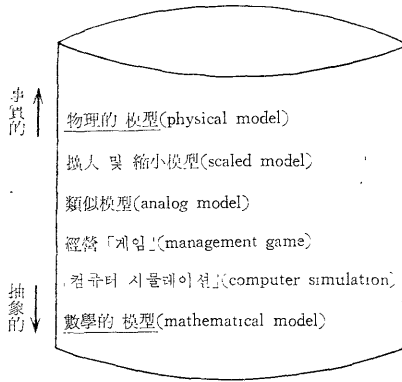 事實的
物理的 模型(physical model)
擴大 및 縮小模型(scaled model)
類似模型(analog model)
經營「게임」(management game)
「컴퓨터 시뮬레이션」(computer simulation)
數學的 模型(mathematical model)
抽象的